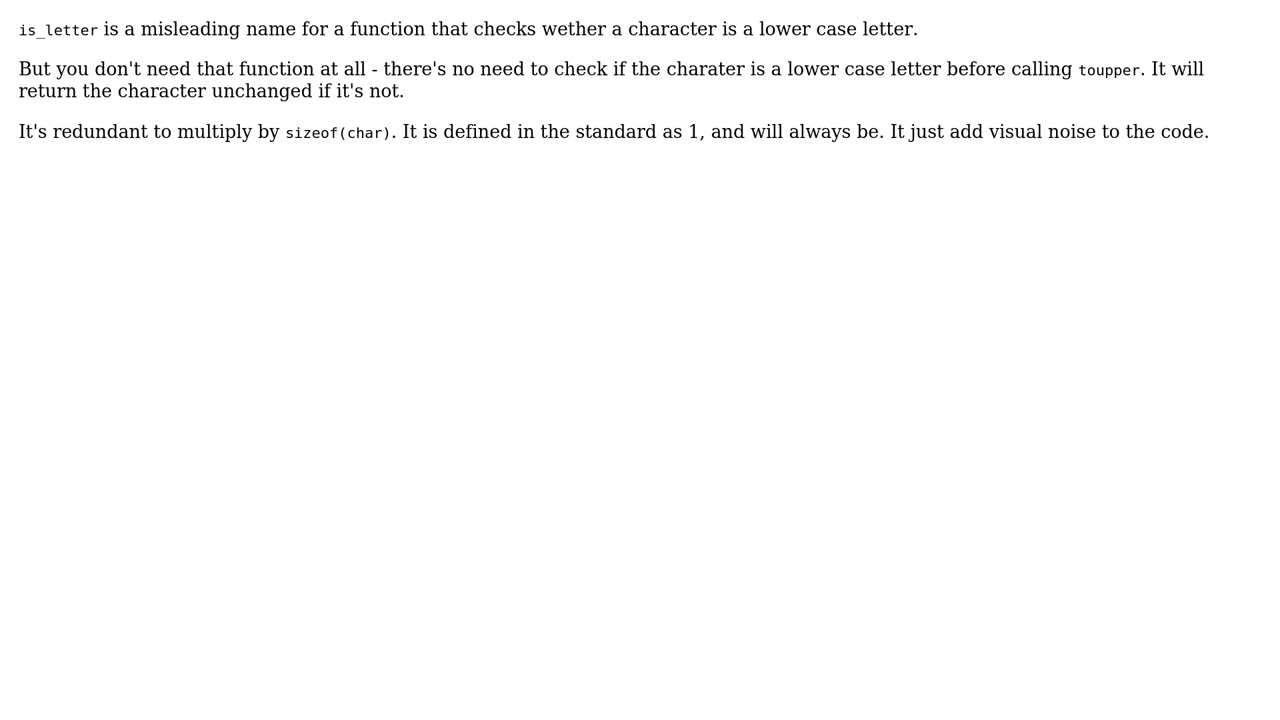 is_letter is a misleading name for a function that checks wether a character is a lower case letter.
But you don't need that function at all - there's no need to check if the charater is a lower case letter before calling toupper. It will
return the character unchanged if it's not.
It's redundant to multiply by sizeof(char). It is defined in the standard as 1, and will always be. It just add visual noise to the code.